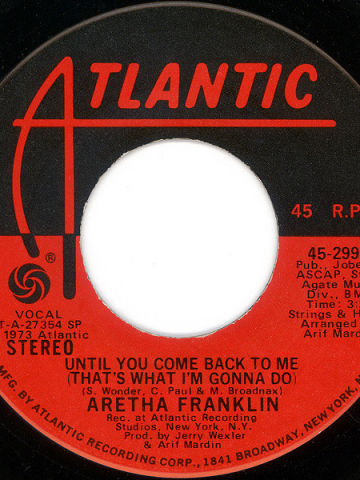 ATLANTIC
45 R.P
45-299
Pub., Jobe
ASCAP, S
Agate Mu
Div., BM
Time: 3:
Strings & H
Arranged
Arif Mardin
®
VOCAL
T-A-27354 SP
1973 Atlantic
STEREO
UNTIL YOU COME BACK TO ME
(THAT'S WHAT I'M GONNA DO)
(S. Wonder, C. Paul & M. Broadnax)
ARETHA FRANKLIN
Rec. at Atlantic Recording
Studios, New York, N.Y.
Prod. by Jerry Wexler
& Arif Mardin
MFG. BY ATLANTIC RECORDING CORP., 1841 BROADWAY, NEW YORK, N